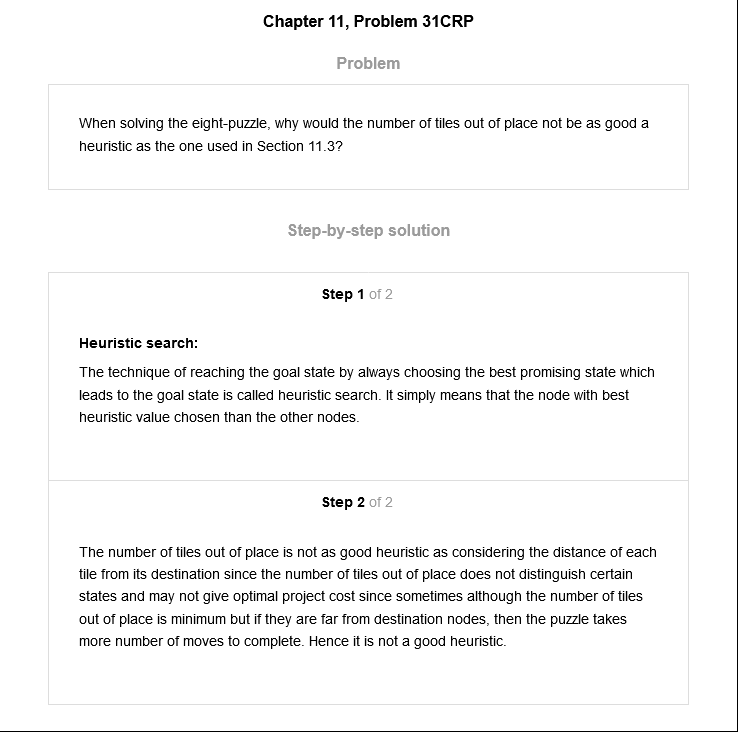 Chapter 11, Problem 31CRP
Problem
When solving the eight-puzzle, why would the number of tiles out of place not be as good a
heuristic as the one used in Section 11.3?
Step-by-step solution
Step 1 of 2
Heuristic search:
The technique of reaching the goal state by always choosing the best promising state which
leads to the goal state is called heuristic search. It simply means that the node with best
heuristic value chosen than the other nodes.
Step 2 of 2
The number of tiles out of place is not as good heuristic as considering the distance of each
tile from its destination since the number of tiles out of place does not distinguish certain
states and may not give optimal project cost since sometimes although the number of tiles
out of place is minimum but if they are far from destination nodes, then the puzzle takes
more number of moves to complete. Hence it is not a good heuristic.